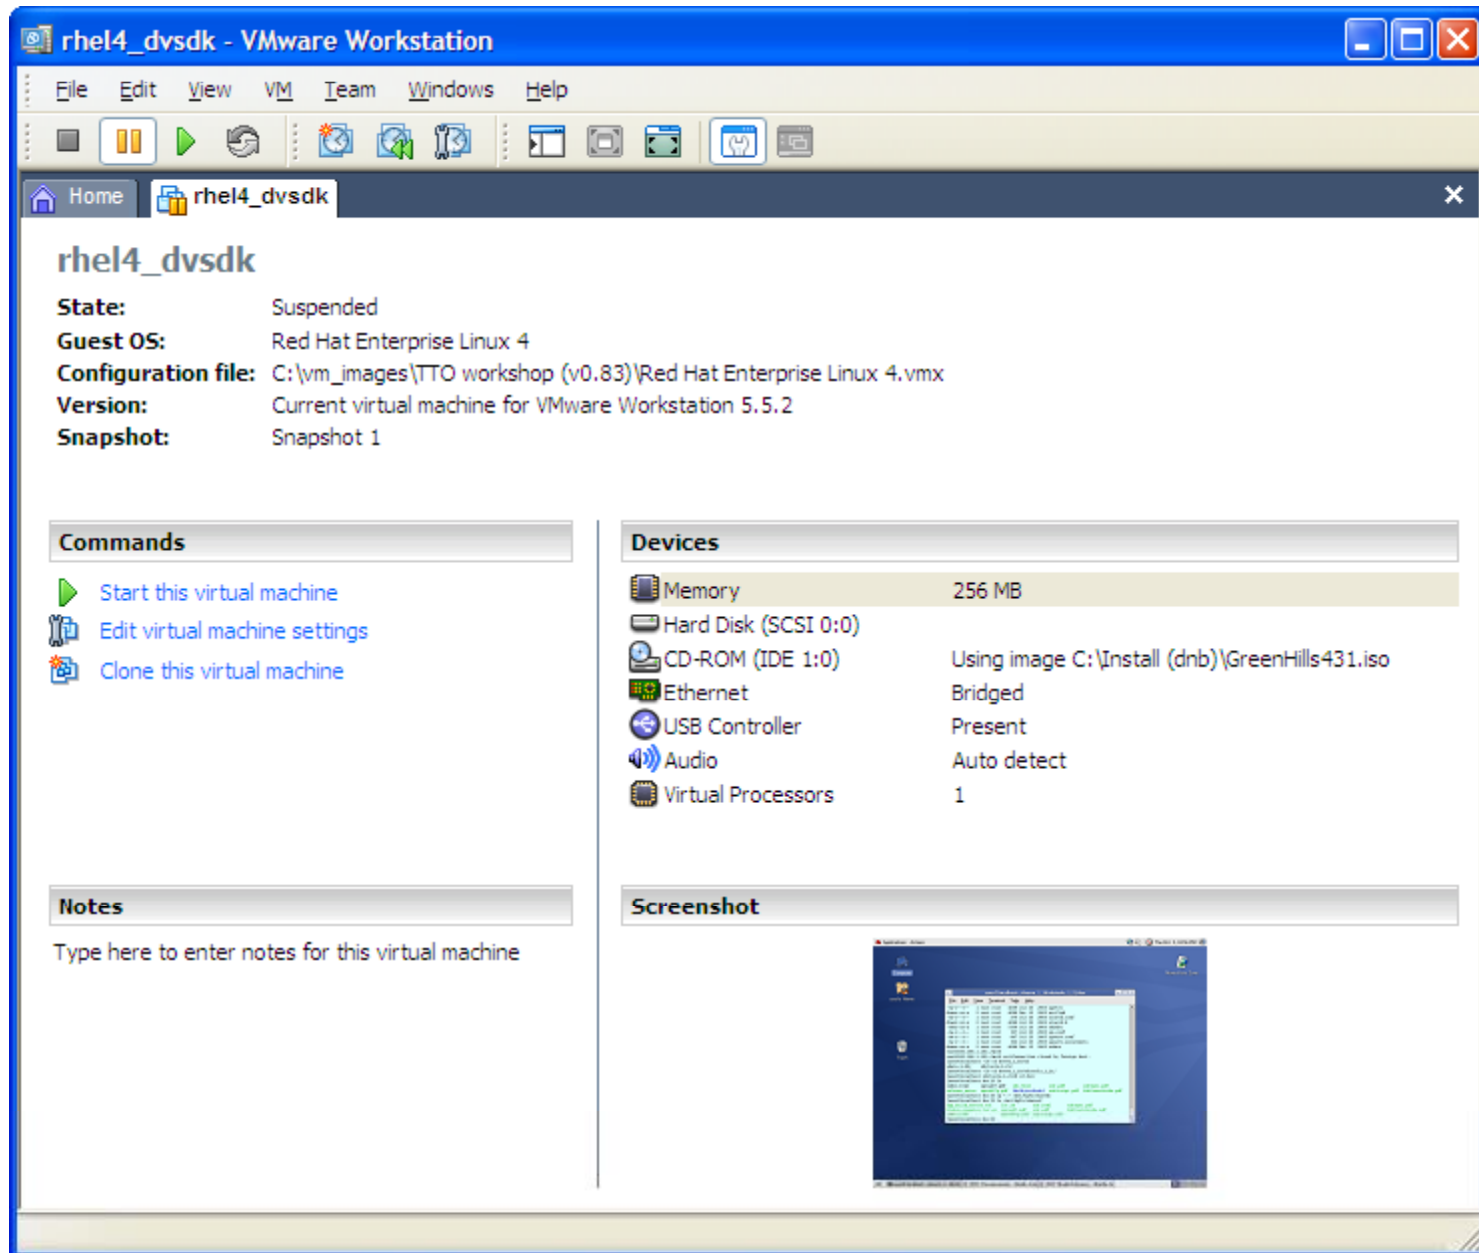 rhel4_dvsdk - VMware Workstation
File Edit View VM Team Windows Help
Home rhel4_dvsdk
rhel4_dvsdk
State: Suspended
Guest OS: Red Hat Enterprise Linux 4
Configuration file: C:\vm_images\TTO workshop (v0.83)\Red Hat Enterprise Linux 4.vmx
Version: Current virtual machine for VMware Workstation 5.5.2
Snapshot: Snapshot 1
Commands
Start this virtual machine
Edit virtual machine settings
Clone this virtual machine
Devices
Memory 256 MB
Hard Disk (SCSI 0:0)
CD-ROM (IDE 1:0) Using image C:\Install (dnb)\GreenHills431.iso
Ethernet Bridged
USB Controller Present
Audio Auto detect
Virtual Processors 1
Notes
Type here to enter notes for this virtual machine
Screenshot